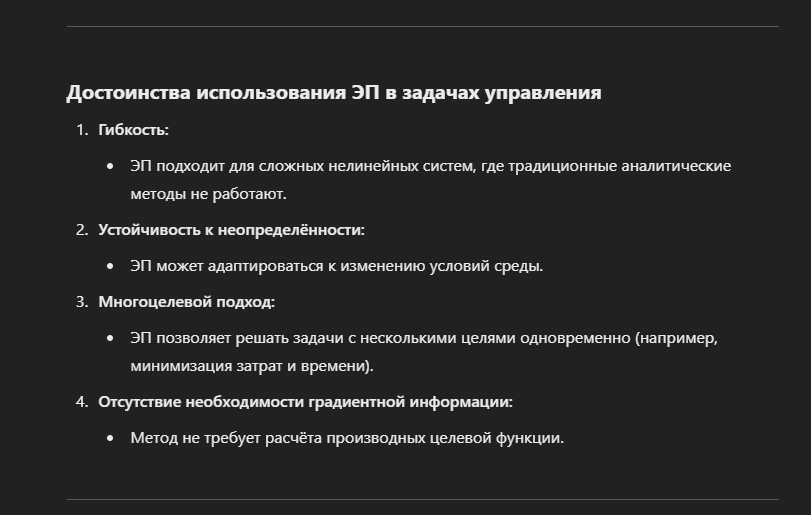 Достоинства использования ЭП в задачах управления
1. Гибкость:
• ЭП подходит для сложных нелинейных систем, где традиционные аналитические
методы не работают.
2. Устойчивость к неопределённости:
• ЭП может адаптироваться к изменению условий среды.
3. Многоцелевой подход:
• ЭП позволяет решать задачи с несколькими целями одновременно (например,
минимизация затрат и времени).
4. Отсутствие необходимости градиентной информации:
• Метод не требует расчёта производных целевой функции.